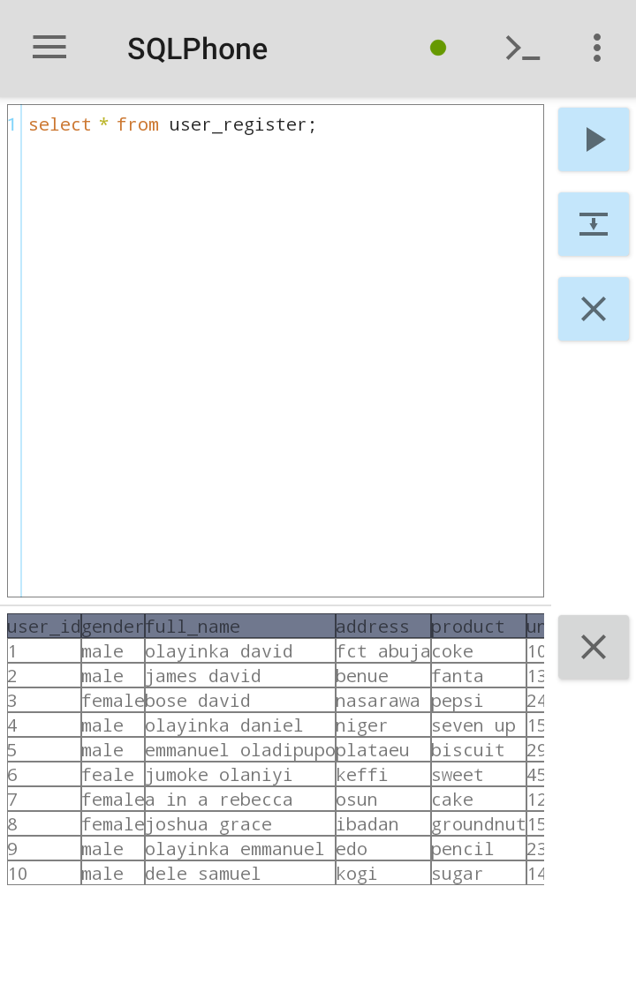 SQLPhone
1 select * from user_register;
user_id gender full_name address product un
1 male olayinka david fct abuja coke 10
2 male james david benue fanta 13
3 female bose david nasarawa pepsi 24
4 male olayinka daniel niger seven up 15
5 male emmanuel oladipupo plataeu biscuit 29
6 feale jumoke olaniyi keffi sweet 45
7 female a in a rebecca osun cake 12
8 female joshua grace ibadan groundnut 15
9 male olayinka emmanuel edo pencil 23
10 male dele samuel kogi sugar 14